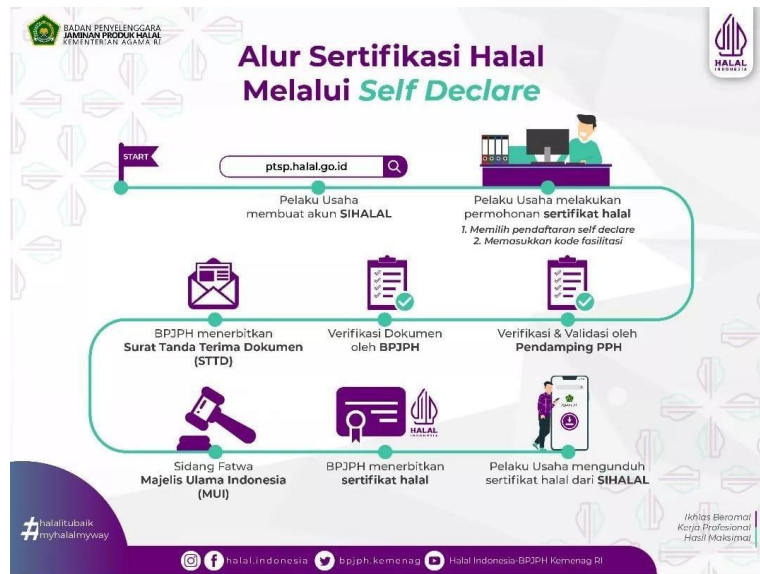 BADAN PENYELENGGARA
JAMINAN PRODUK HALAL
KEMENTERIAN AGAMA RI
HALAL
INDONESIA
Alur Sertifikasi Halal
Melalui Self Declare
START
ptsp.halal.go.id
Pelaku Usaha
membuat akun SIHALAL
Pelaku Usaha melakukan
permohonan sertifikat halal
1. Memilih pendaftaran self declare
2. Memasukkan kode fasilitasi
Verifikasi & Validasi oleh
Pendamping PPH
Verifikasi Dokumen
oleh BPJPH
BPJPH menerbitkan
Surat Tanda Terima Dokumen
(STTD)
Sidang Fatwa
Majelis Ulama Indonesia
(MUI)
HALAL
INDONESIA
BPJPH menerbitkan
sertifikat halal
Pelaku Usaha mengunduh
sertifikat halal dari SIHALAL
#halalitubaik
myhalalmyway
Ikhlas Beramal
Kerja Profesional
Hasil Maksimal
halal.indonesia bpjph.kemenag Halal Indonesia-BPJPH Kemenag RI